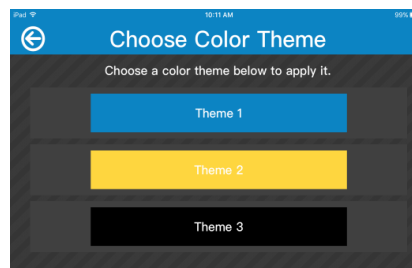 iPad 10:11 AM 99%
Choose Color Theme
Choose a color theme below to apply it.
Theme 1
Theme 2
Theme 3